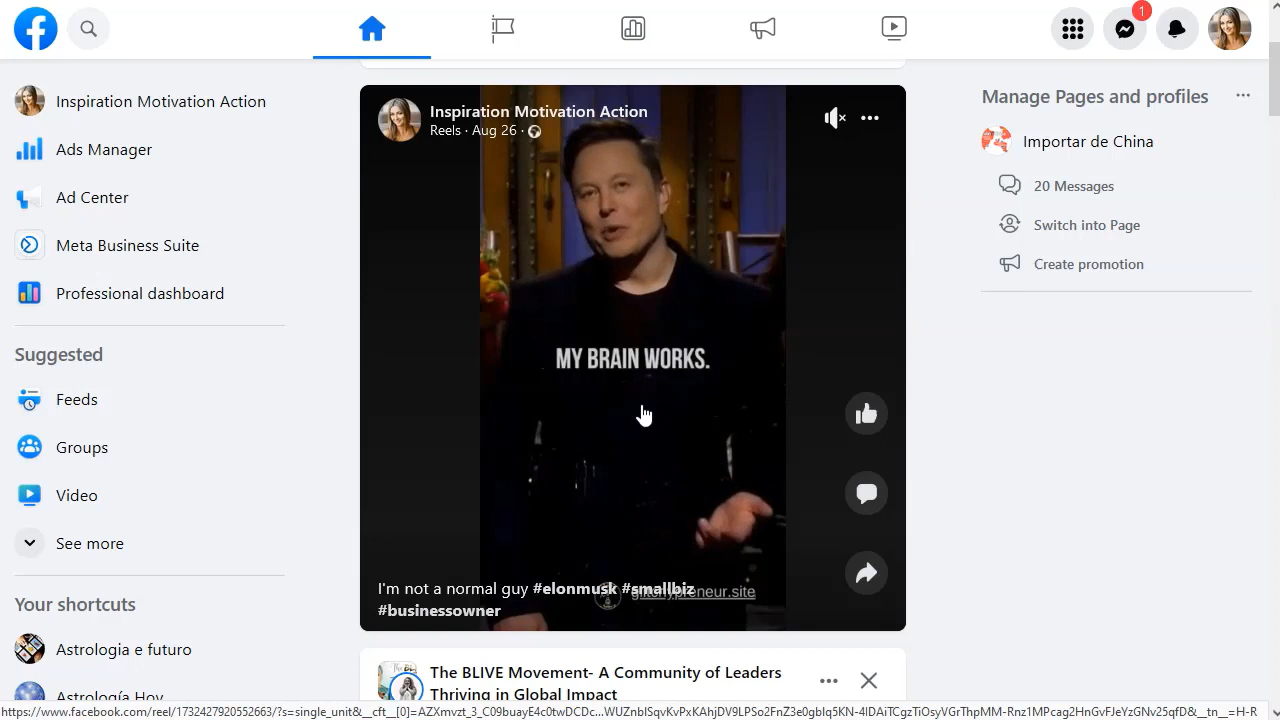 1
Inspiration Motivation Action
Ads Manager
Ad Center
Meta Business Suite
Professional dashboard
Suggested
Feeds
Groups
Video
See more
Your shortcuts
Astrologia e futuro
Astrología Hoy
Inspiration Motivation Action
Reels · Aug 26 ·
MY BRAIN WORKS.
I'm not a normal guy #elonmusk #smallbiz
#businessowner
The BLIVE Movement- A Community of Leaders
Thriving in Global Impact
Manage Pages and profiles
Importar de China
20 Messages
Switch into Page
Create promotion